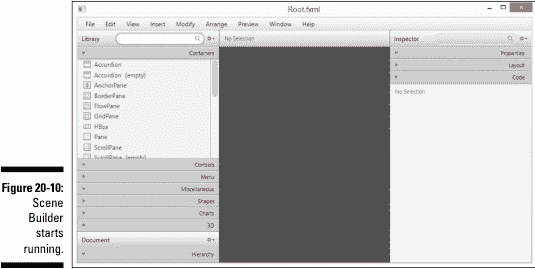 Root.fxml
File Edit View Insert Modify Arrange Preview Window Help
Library
No Selection
Inspector
Containers
Accordion
Accordion (empty)
AnchorPane
BorderPane
FlowPane
GridPane
HBox
Pane
ScrollPane
ScrollPane (empty)
Controls
Menu
Miscellaneous
Shapes
Charts
3D
Document
Hierarchy
Properties
Layout
Code
No Selection
Figure 20-10:
Scene
Builder
starts
running.